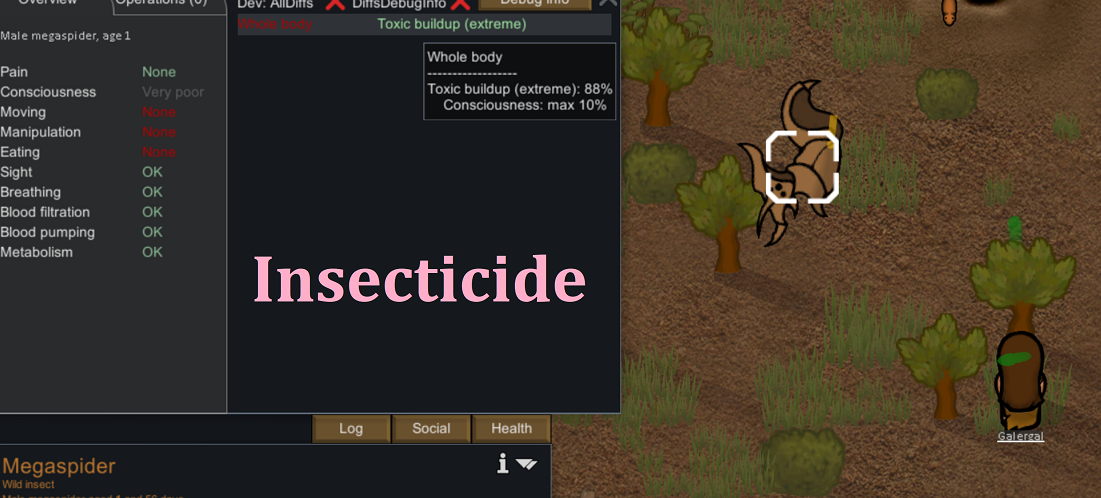 Overview
Operations (0)
Dev: AllDiffs
DiffsDebugInfo
Debug info
Whole body
Toxic buildup (extreme)
Male megaspider, age 1
Whole body
------------------
Toxic buildup (extreme): 88%
Consciousness: max 10%
Pain None
Consciousness Very poor
Moving None
Manipulation None
Eating None
Sight OK
Breathing OK
Blood filtration OK
Blood pumping OK
Metabolism OK
Insecticide
Galergal
Log
Social
Health
Megaspider
Wild insect